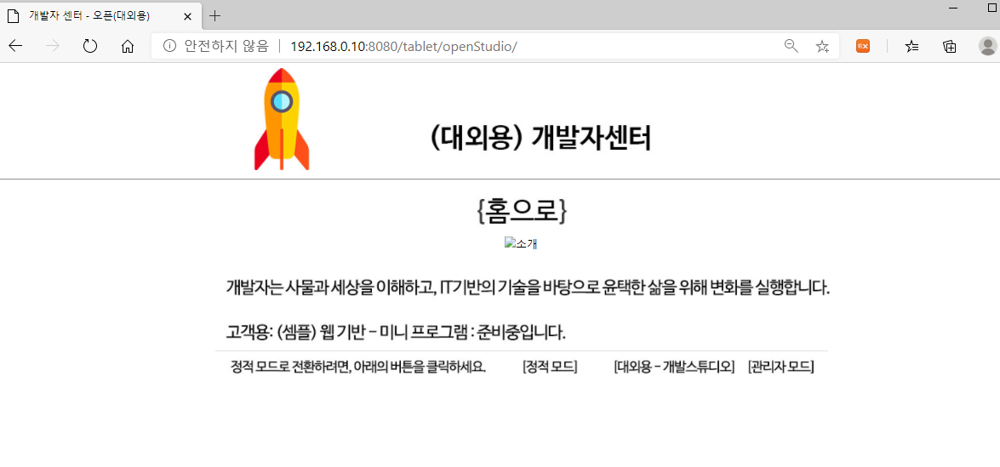 개발자 센터 - 오픈(대외용)
안전하지 않음 192.168.0.10:8080/tablet/openStudio/
EX
(대외용) 개발자센터
{홈으로}
소개
개발자는 사물과 세상을 이해하고, IT기반의 기술을 바탕으로 윤택한 삶을 위해 변화를 실행합니다.
고객용: (셈플) 웹 기반 - 미니 프로그램 : 준비중입니다.
정적 모드로 전환하려면, 아래의 버튼을 클릭하세요. [정적 모드] [대외용 - 개발스튜디오] [관리자 모드]